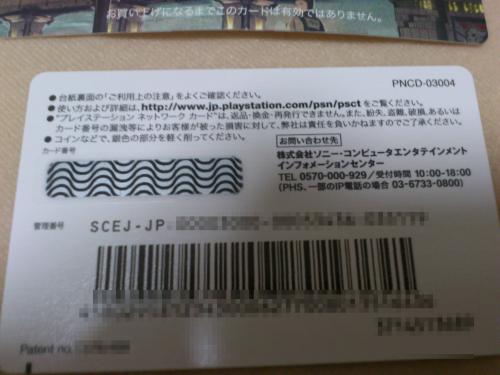 お買い上げになるまでこのカードは有効ではありません。
PNCD-03004
●台紙裏面の「ご利用上の注意」をよくご確認ください。
●使い方および詳細は、http://www.jp.playstation.com/psn/psct をご覧ください。
●"プレイステーション ネットワーク カード"は、返品・換金・再発行できません。また、紛失、盗難、破損、あるいは
カード番号の漏洩等によりお客様が被った損害に対して、弊社は責任を負いかねますのでご了承ください。
●コインなどで、銀色の部分を軽く削ってください。
カード番号
お問い合わせ先
株式会社ソニー・コンピュータエンタテインメント
インフォメーションセンター
TEL 0570-000-929/受付時間 10:00-18:00
(PHS、一部のIP電話の場合 03-6733-0800)
管理番号
SCEJ-JP
Patent no.